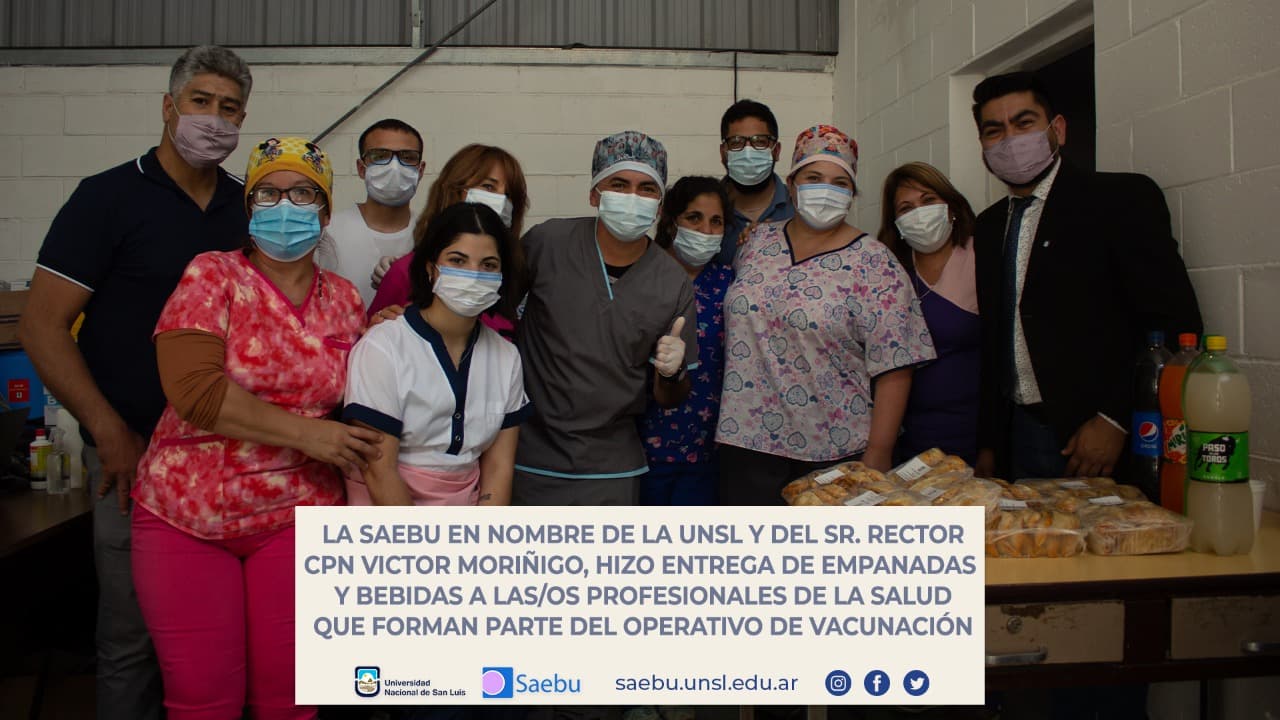 LA SAEBU EN NOMBRE DE LA UNSL Y DEL SR. RECTOR
CPN VICTOR MORIÑIGO, HIZO ENTREGA DE EMPANADAS
Y BEBIDAS A LAS/OS PROFESIONALES DE LA SALUD
QUE FORMAN PARTE DEL OPERATIVO DE VACUNACIÓN
Universidad
Nacional de San Luis
Saebu
saebu.unsl.edu.ar
pepsi
PASO
DE LOS
TOROS